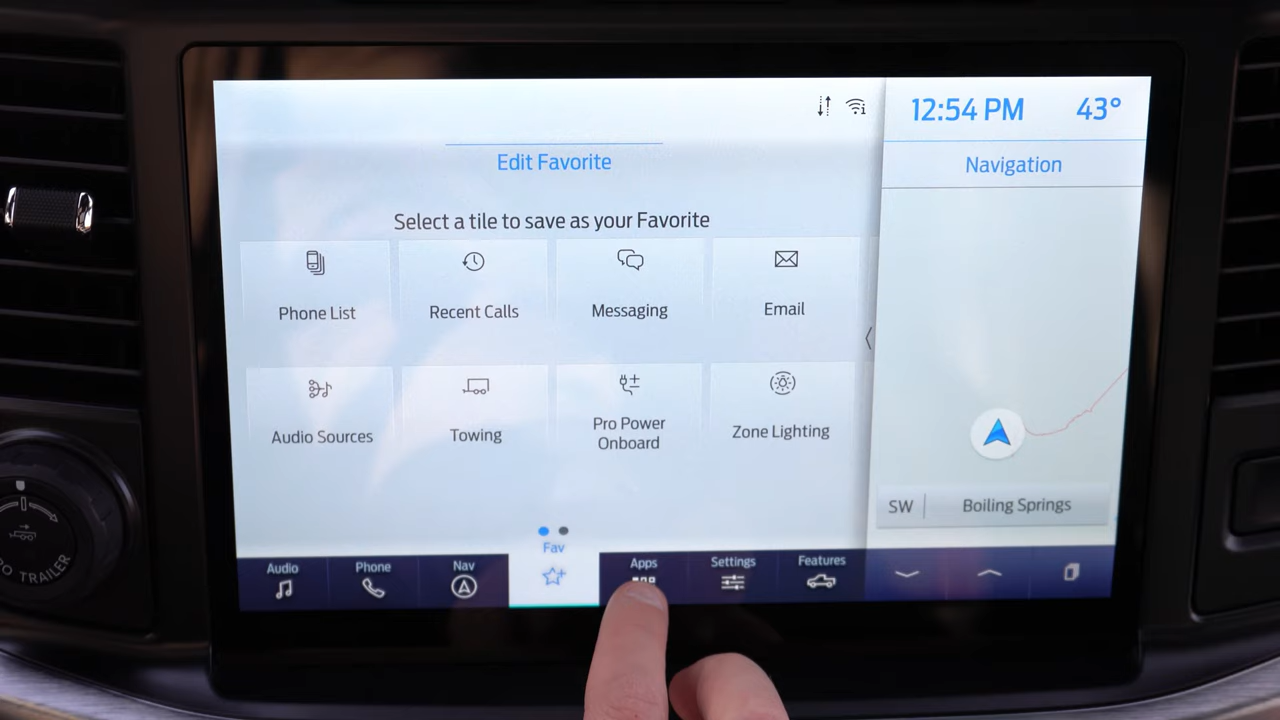 12:54 PM 43°
Edit Favorite
Navigation
Select a tile to save as your Favorite
Phone List
Recent Calls
Messaging
Email
Audio Sources
Towing
Pro Power
Onboard
Zone Lighting
SW
Boiling Springs
Audio
Phone
Nav
Fav
Apps
Settings
Features
O TRAILER